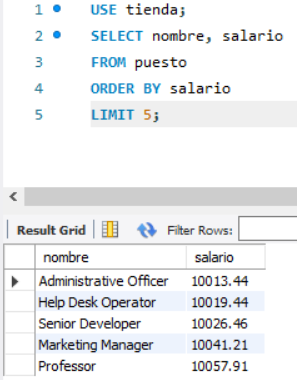 1 USE tienda;
2 SELECT nombre, salario
3 FROM puesto
4 ORDER BY salario
5 LIMIT 5;
Result Grid Filter Rows:
nombre salario
Administrative Officer 10013.44
Help Desk Operator 10019.44
Senior Developer 10026.46
Marketing Manager 10041.21
Professor 10057.91